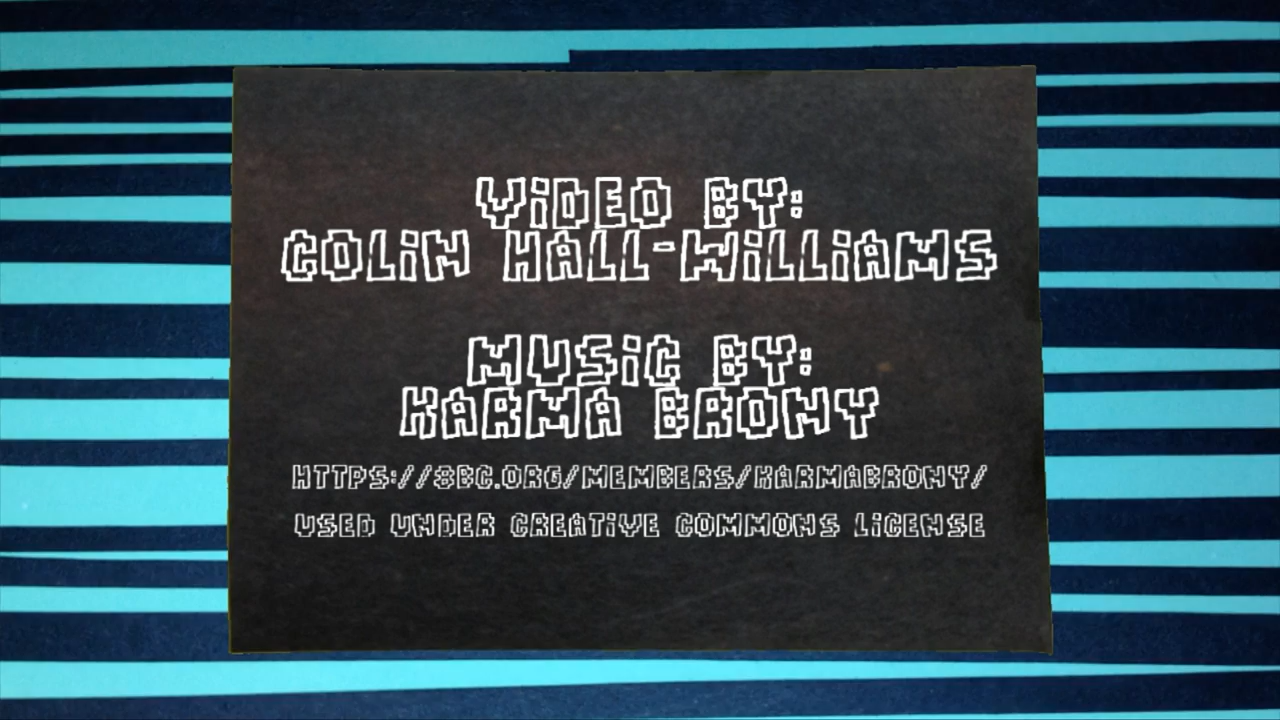 ViDEO BY:
COLiN HALL-WiLLiAMS
MUSiC BY:
KARMA BRONY
HTTPS://8BC.ORG/MEMBERS/KARMABRONY/
USED UNDER CREATiVE COMMONS LiCENSE